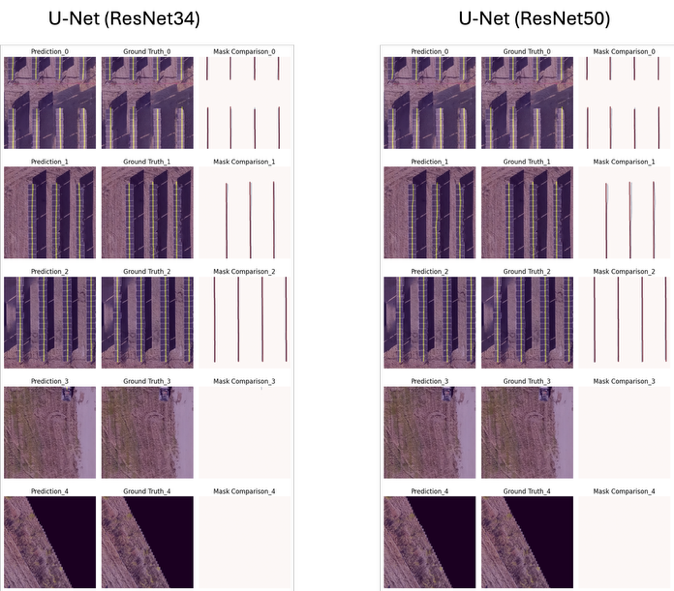 U-Net (ResNet34)
U-Net (ResNet50)
Prediction_0
Ground Truth_0
Mask Comparison_0
Prediction_0
Ground Truth_0
Mask Comparison_0
Prediction_1
Ground Truth_1
Mask Comparison_1
Prediction_1
Ground Truth_1
Mask Comparison_1
Prediction_2
Ground Truth_2
Mask Comparison_2
Prediction_2
Ground Truth_2
Mask Comparison_2
Prediction_3
Ground Truth_3
Mask Comparison_3
Prediction_3
Ground Truth_3
Mask Comparison_3
Prediction_4
Ground Truth_4
Mask Comparison_4
Prediction_4
Ground Truth_4
Mask Comparison_4